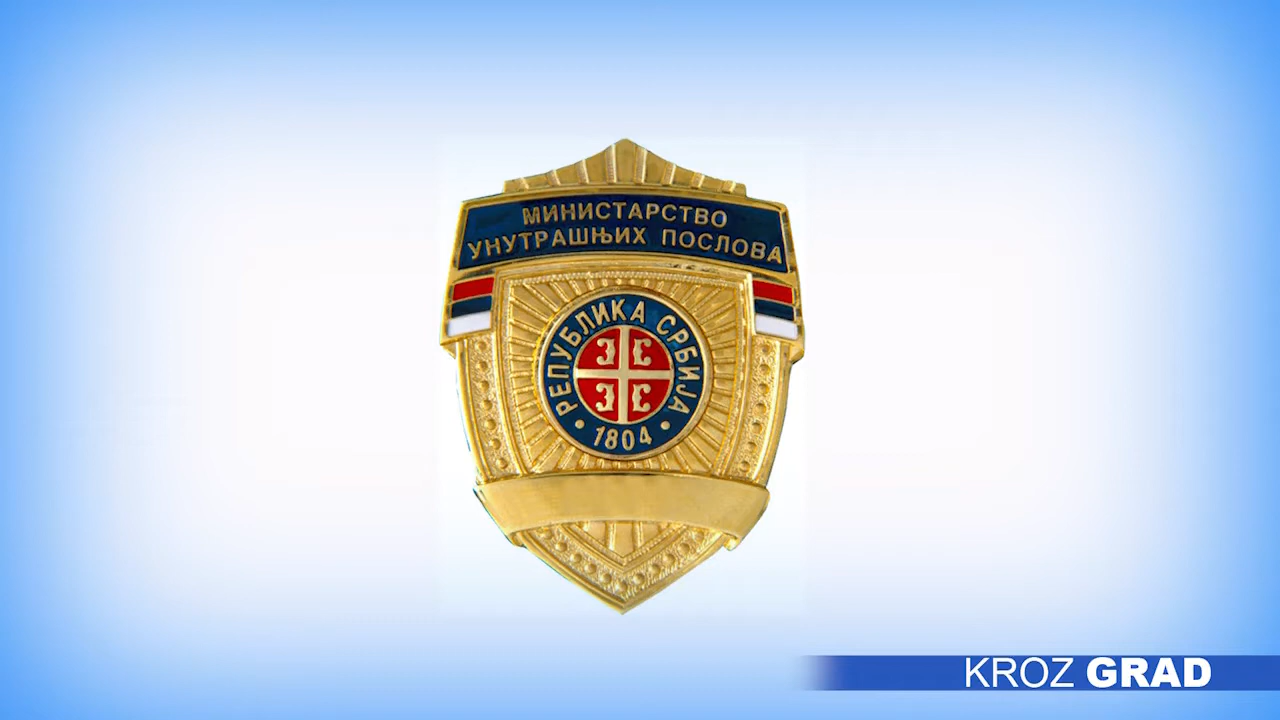 МИНИСТАРСТВО
УНУТРАШЊИХ ПОСЛОВА
РЕПУБЛИКА СРБИЈА
• 1804 •
KROZ GRAD